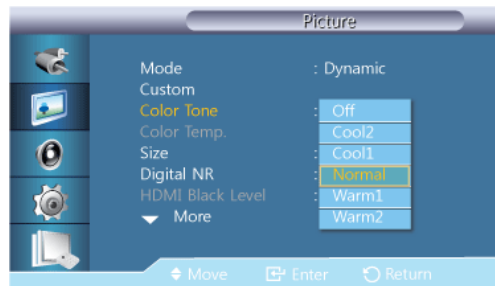 Picture
Mode : Dynamic
Custom
Color Tone : Off
Color Temp. Cool2
Size : Cool1
Digital NR : Normal
HDMI Black Level : Warm1
More Warm2
Move Enter Return